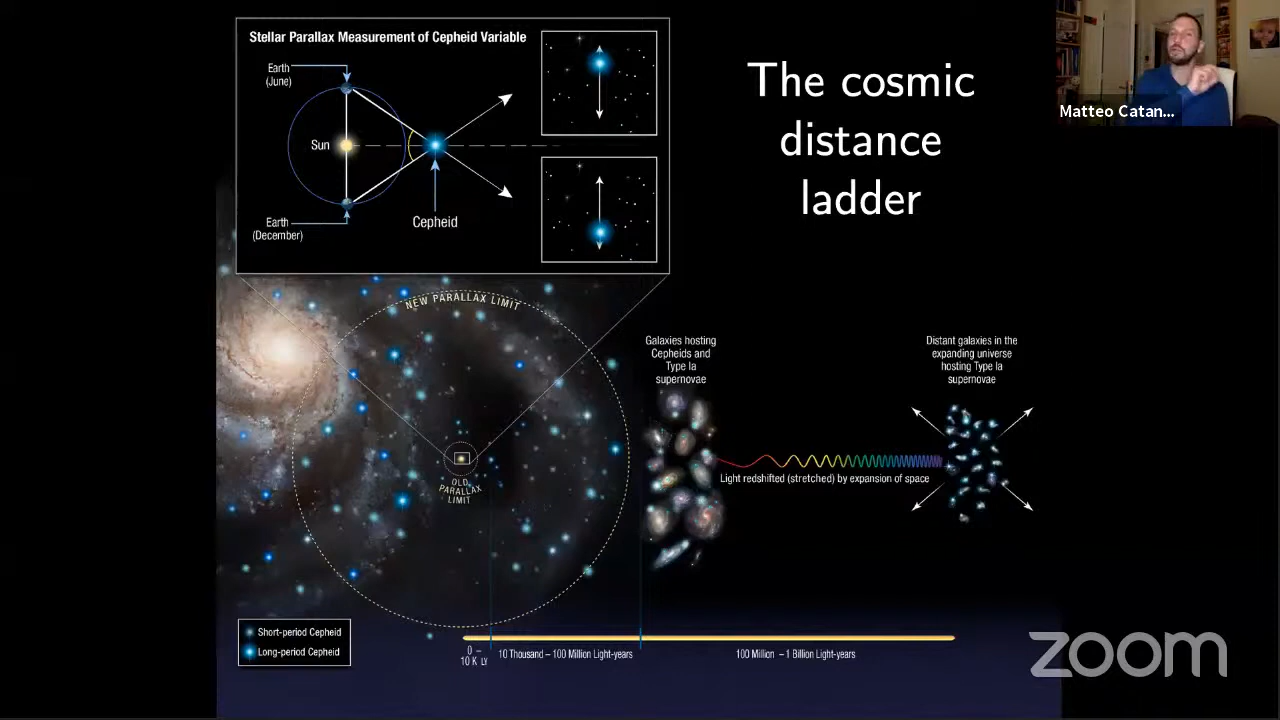 Stellar Parallax Measurement of Cepheid Variable
Earth
(June)
Sun
Earth
(December)
Cepheid
The cosmic
distance
ladder
Matteo Catan...
NEW PARALLAX LIMIT
OLD
PARALLAX
LIMIT
Galaxies hosting
Cepheids and
Type Ia
supernovae
Light redshifted (stretched) by expansion of space
Distant galaxies in the
expanding universe
hosting Type Ia
supernovae
Short-period Cepheid
Long-period Cepheid
0 –
10 K LY
10 Thousand – 100 Million Light-years
100 Million – 1 Billion Light-years
zoom